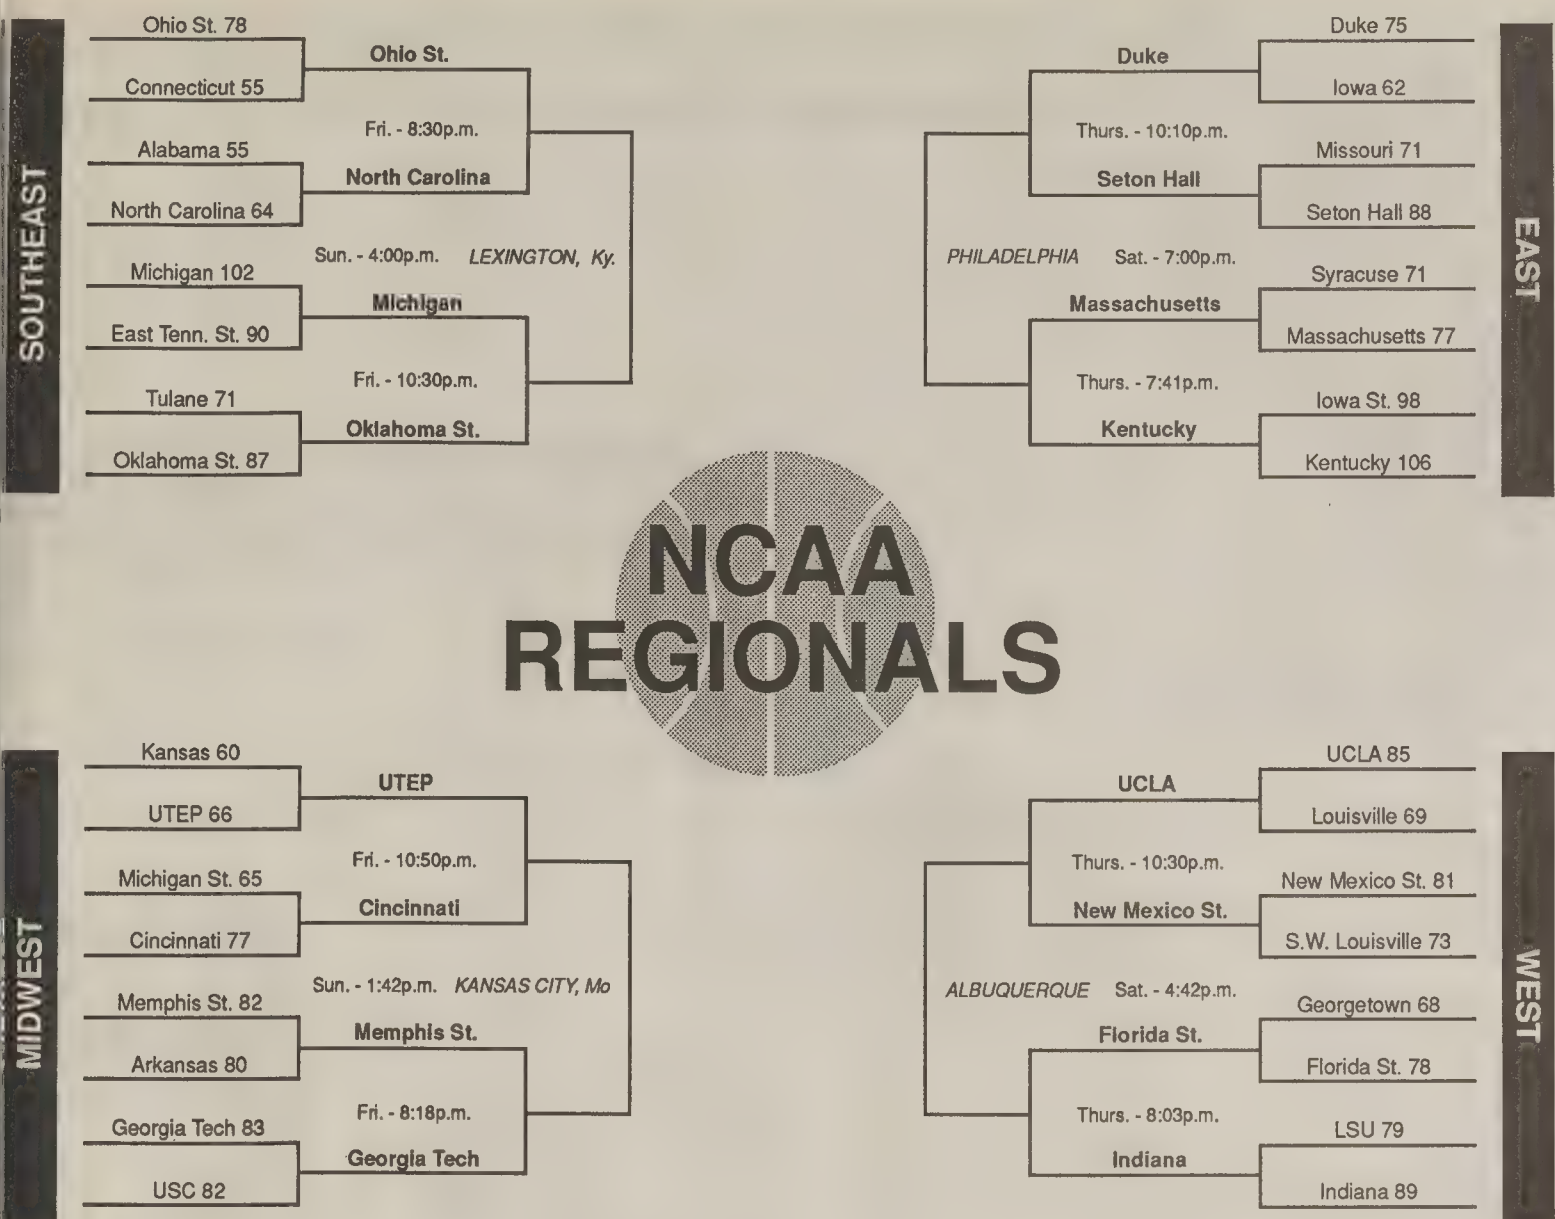 SOUTHEAST
Ohio St. 78
Connecticut 55
Ohio St.
Fri. - 8:30p.m.
Alabama 55
North Carolina 64
North Carolina
Sun. - 4:00p.m. LEXINGTON, Ky.
Michigan 102
East Tenn. St. 90
Michigan
Fri. - 10:30p.m.
Tulane 71
Oklahoma St. 87
Oklahoma St.
EAST
Duke 75
Iowa 62
Duke
Thurs. - 10:10p.m.
Missouri 71
Seton Hall 88
Seton Hall
PHILADELPHIA Sat. - 7:00p.m.
Syracuse 71
Massachusetts 77
Massachusetts
Thurs. - 7:41p.m.
Iowa St. 98
Kentucky 106
Kentucky
NCAA
REGIONALS
MIDWEST
Kansas 60
UTEP 66
UTEP
Fri. - 10:50p.m.
Michigan St. 65
Cincinnati 77
Cincinnati
Sun. - 1:42p.m. KANSAS CITY, Mo
Memphis St. 82
Arkansas 80
Memphis St.
Fri. - 8:18p.m.
Georgia Tech 83
USC 82
Georgia Tech
WEST
UCLA 85
Louisville 69
UCLA
Thurs. - 10:30p.m.
New Mexico St. 81
S.W. Louisville 73
New Mexico St.
ALBUQUERQUE Sat. - 4:42p.m.
Georgetown 68
Florida St. 78
Florida St.
Thurs. - 8:03p.m.
LSU 79
Indiana 89
Indiana